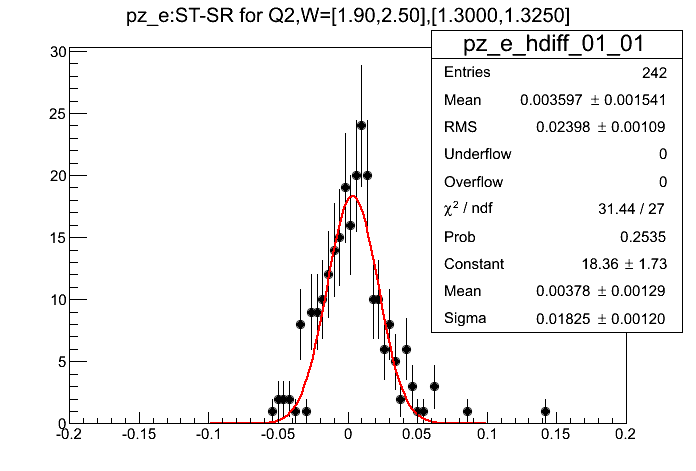 pz_e:ST-SR for Q2,W=[1.90,2.50],[1.3000,1.3250]
pz_e_hdiff_01_01
Entries 242
Mean 0.003597 ± 0.001541
RMS 0.02398 ± 0.00109
Underflow 0
Overflow 0
χ² / ndf 31.44 / 27
Prob 0.2535
Constant 18.36 ± 1.73
Mean 0.00378 ± 0.00129
Sigma 0.01825 ± 0.00120
30
25
20
15
10
5
0
-0.2 -0.15 -0.1 -0.05 0 0.05 0.1 0.15 0.2